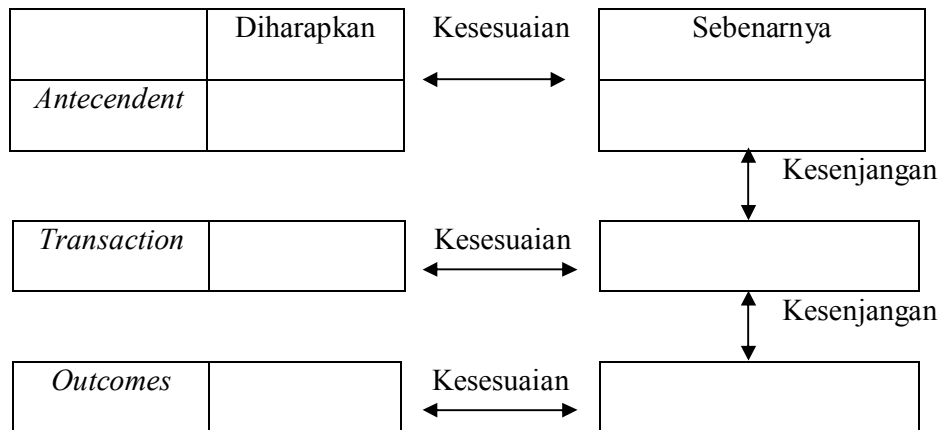 Diharapkan Kesesuaian Sebenarnya
Antecendent
Kesenjangan
Transaction Kesesuaian
Kesenjangan
Outcomes Kesesuaian